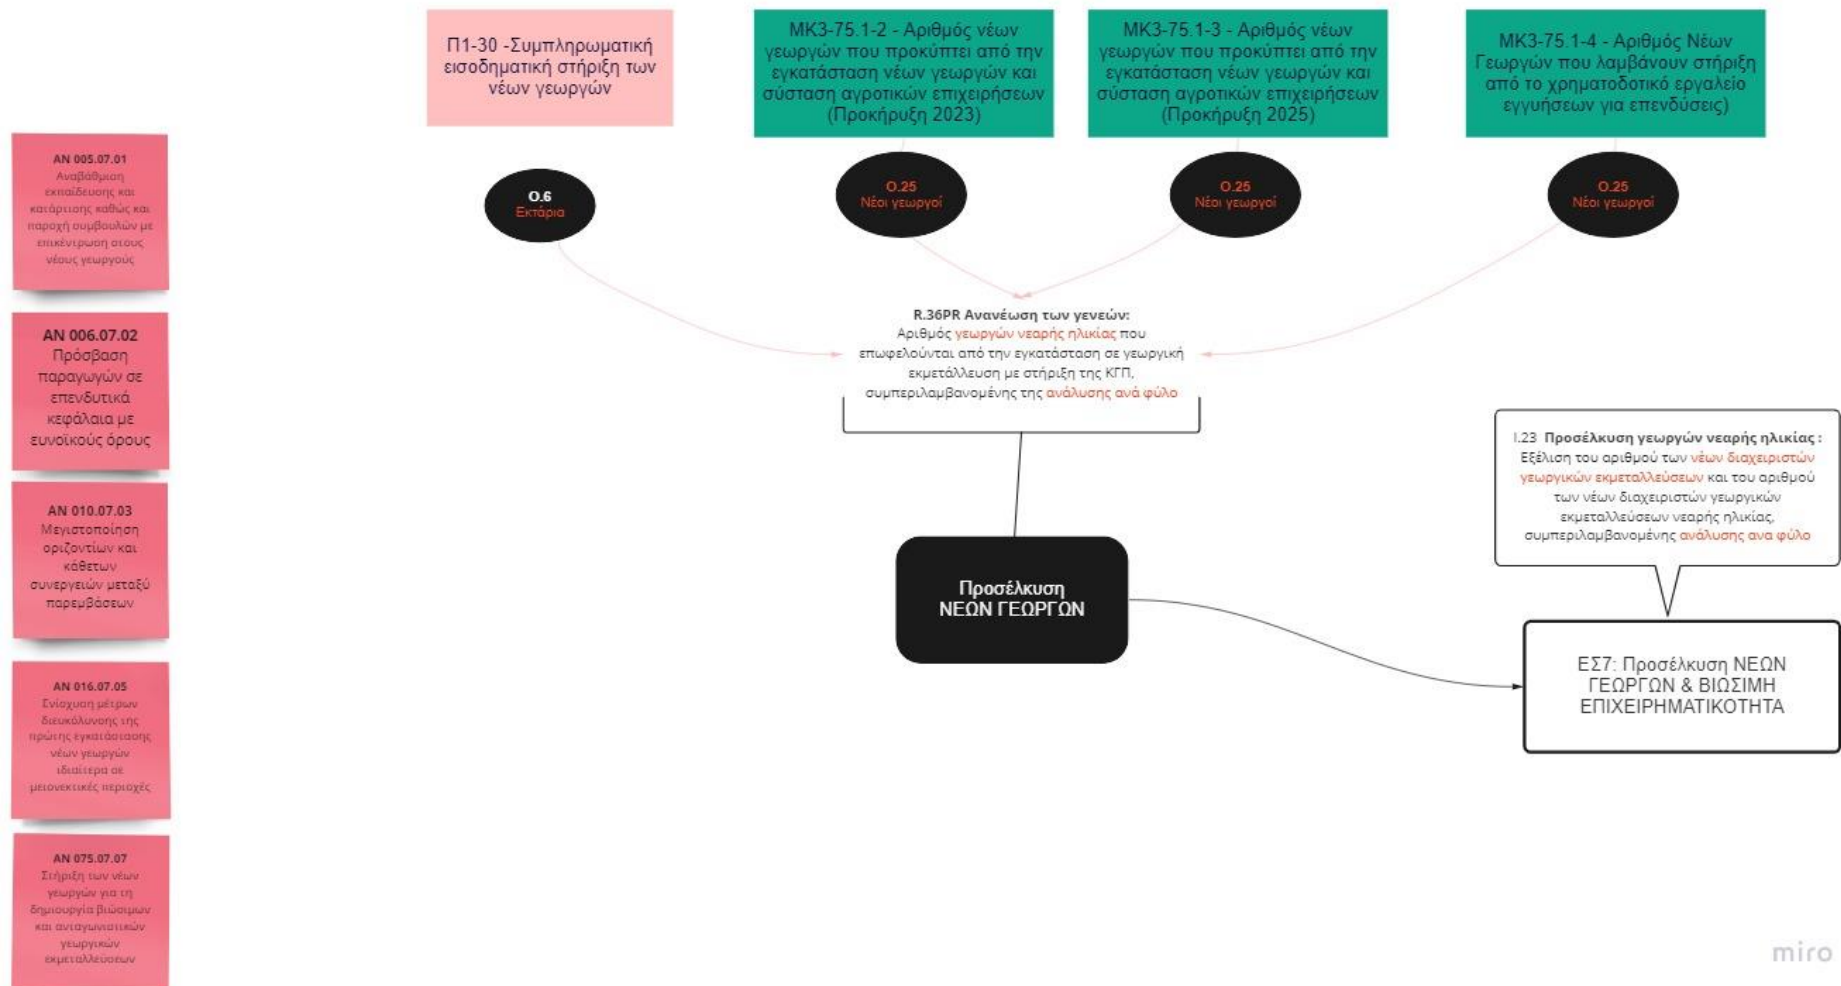 Π1-30 -Συμπληρωματική
εισοδηματική στήριξη των
νέων γεωργών
ΜΚ3-75.1-2 - Αριθμός νέων
γεωργών που προκύπτει από την
εγκατάσταση νέων γεωργών και
σύσταση αγροτικών επιχειρήσεων
(Προκήρυξη 2023)
ΜΚ3-75.1-3 - Αριθμός νέων
γεωργών που προκύπτει από την
εγκατάσταση νέων γεωργών και
σύσταση αγροτικών επιχειρήσεων
(Προκήρυξη 2025)
ΜΚ3-75.1-4 - Αριθμός Νέων
Γεωργών που λαμβάνουν στήριξη
από το χρηματοδοτικό εργαλείο
εγγυήσεων για επενδύσεις)
Ο.6
Εκτάρια
Ο.25
Νέοι γεωργοί
Ο.25
Νέοι γεωργοί
Ο.25
Νέοι γεωργοί
ΑΝ 005.07.01
Αναβάθμιση
εκπαίδευσης και
κατάρτισης καθώς και
παροχή συμβουλών με
επικέντρωση στους
νέους γεωργούς
ΑΝ 006.07.02
Πρόσβαση
παραγωγών σε
επενδυτικά
κεφάλαια με
ευνοϊκούς όρους
ΑΝ 010.07.03
Μεγιστοποίηση
οριζοντίων και
κάθετων
συνεργειών μεταξύ
παρεμβάσεων
ΑΝ 016.07.05
Ενίσχυση μέτρων
διευκόλυνσης της
πρώτης εγκατάστασης
νέων γεωργών
ιδιαίτερα σε
μειονεκτικές περιοχές
ΑΝ 075.07.07
Στήριξη των νέων
γεωργών για τη
δημιουργία βιώσιμων
και ανταγωνιστικών
γεωργικών
εκμεταλλεύσεων
R.36PR Ανανέωση των γενεών:
Αριθμός γεωργών νεαρής ηλικίας που
επωφελούνται από την εγκατάσταση σε γεωργική
εκμετάλλευση με στήριξη της ΚΓΠ,
συμπεριλαμβανομένης της ανάλυσης ανά φύλο
Προσέλκυση
ΝΕΩΝ ΓΕΩΡΓΩΝ
I.23 Προσέλκυση γεωργών νεαρής ηλικίας :
Εξέλιση του αριθμού των νέων διαχειριστών
γεωργικών εκμεταλλεύσεων και του αριθμού
των νέων διαχειριστών γεωργικών
εκμεταλλεύσεων νεαρής ηλικίας,
συμπεριλαμβανομένης ανάλυσης ανα φύλο
ΕΣ7: Προσέλκυση ΝΕΩΝ
ΓΕΩΡΓΩΝ & ΒΙΩΣΙΜΗ
ΕΠΙΧΕΙΡΗΜΑΤΙΚΟΤΗΤΑ
miro